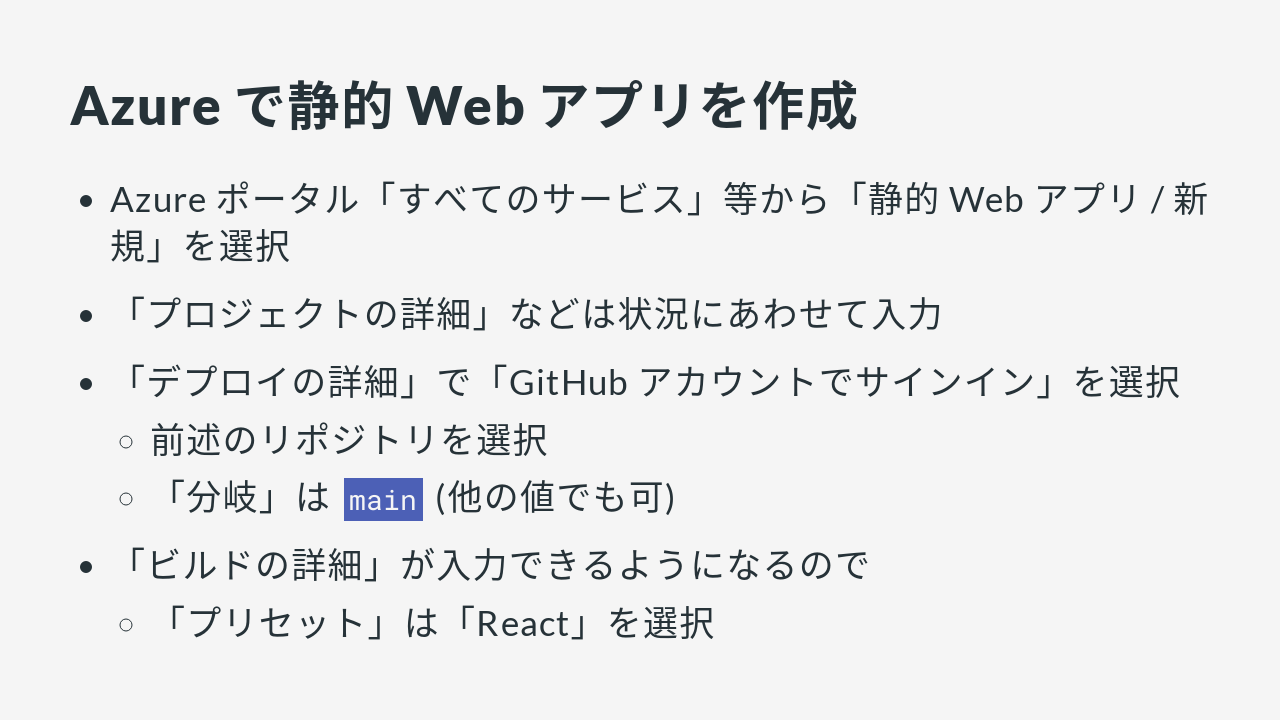 Azure で静的 Web アプリを作成
• Azure ポータル「すべてのサービス」等から「静的 Web アプリ / 新
規」を選択
• 「プロジェクトの詳細」などは状況にあわせて入力
• 「デプロイの詳細」で「GitHub アカウントでサインイン」を選択
○ 前述のリポジトリを選択
○ 「分岐」は main (他の値でも可)
• 「ビルドの詳細」が入力できるようになるので
○ 「プリセット」は「React」を選択